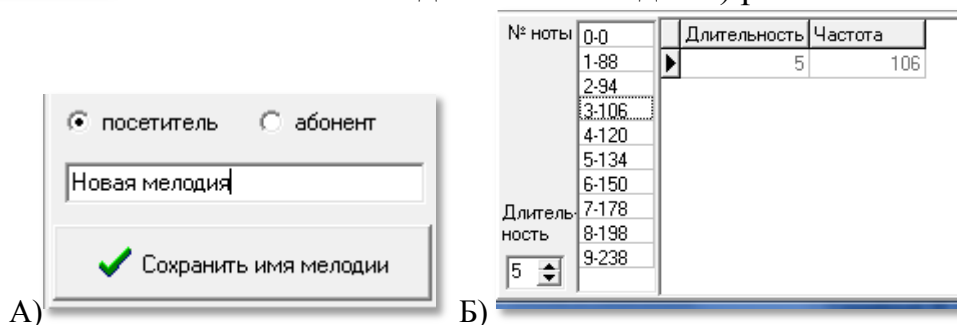 № ноты
0-0
1-88
2-94
3-106
4-120
5-134
6-150
7-178
8-198
9-238
Длитель-
ность
5
Длительность Частота
5 106
посетитель абонент
Новая мелодия
Сохранить имя мелодии
А)
Б)